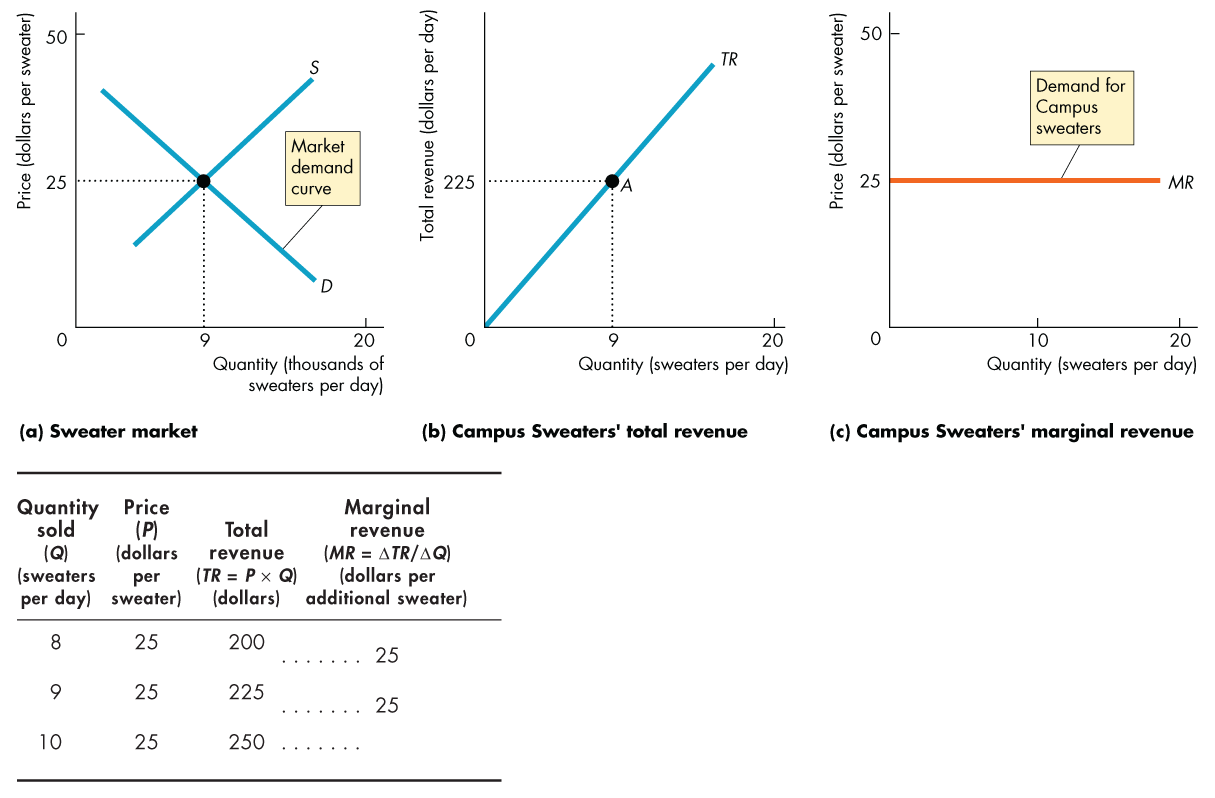 Price (dollars per sweater)
50
25
0
S
Market
demand
curve
D
9
20
Quantity (thousands of
sweaters per day)
(a) Sweater market
Total revenue (dollars per day)
225
0
TR
A
9
20
Quantity (sweaters per day)
(b) Campus Sweaters' total revenue
Price (dollars per sweater)
50
25
0
Demand for
Campus
sweaters
MR
10
20
Quantity (sweaters per day)
(c) Campus Sweaters' marginal revenue
Quantity
sold
(Q)
(sweaters
per day)
Price
(P)
(dollars
per
sweater)
Total
revenue
(TR = P × Q)
(dollars)
Marginal
revenue
(MR = ΔTR/ΔQ)
(dollars per
additional sweater)
8 25 200
. . . . . . . 25
9 25 225
. . . . . . . 25
10 25 250 . . . . . . .